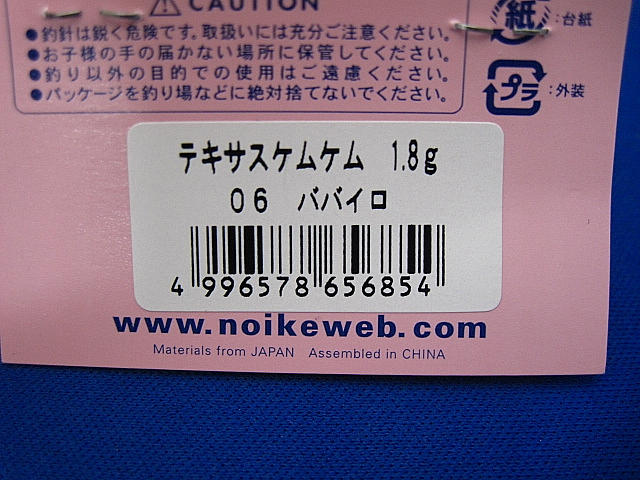 ⚠CAUTION
●釣針は鋭く危険です。取扱いには充分ご注意ください。
●お子様の手の届かない場所に保管してください。
●釣り以外の目的での使用はご遠慮ください。
●パッケージを釣り場などに絶対捨てないでください。
紙:台紙
プラ:外装
テキサスケムケム 1.8g
06 ババイロ
4 996578 656854
www.noikeweb.com
Materials from JAPAN Assembled in CHINA